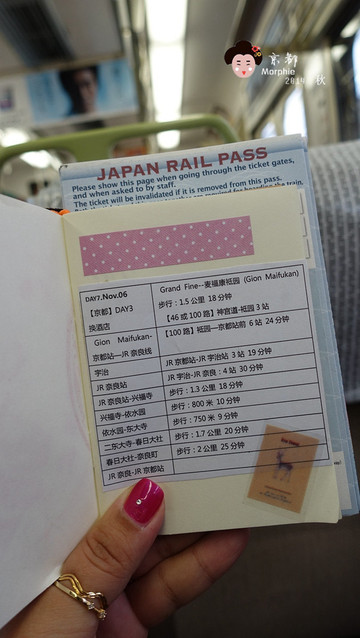 京都
Morphie
2014 秋
JAPAN RAIL PASS
Please show this page when going through the ticket gates,
and when asked to by staff.
The ticket will be invalidated if it is removed from this pass.
DAY7.Nov.06
【京都】DAY3
Grand Fine--麦福康祇园 (Gion Maifukan)
步行：1.5 公里 18 分钟
换酒店
【46 或 100 路】神宫道-祗园 3 站
Gion Maifukan-
【100 路】祗园—京都站前 6 站 24 分钟
京都站—JR 奈良线
宇治
JR 京都站-JR 宇治站 3 站 19 分钟
JR 奈良站
JR 宇治-JR 奈良：4 站 30 分钟
JR 奈良站-兴福寺
步行：1.3 公里 18 分钟
兴福寺-依水园
步行：800 米 10 分钟
依水园-东大寺
步行：750 米 9 分钟
二东大寺-春日大社
步行：1.7 公里 20 分钟
春日大社-奈良町
步行：2 公里 25 分钟
JR 奈良-JR 京都站